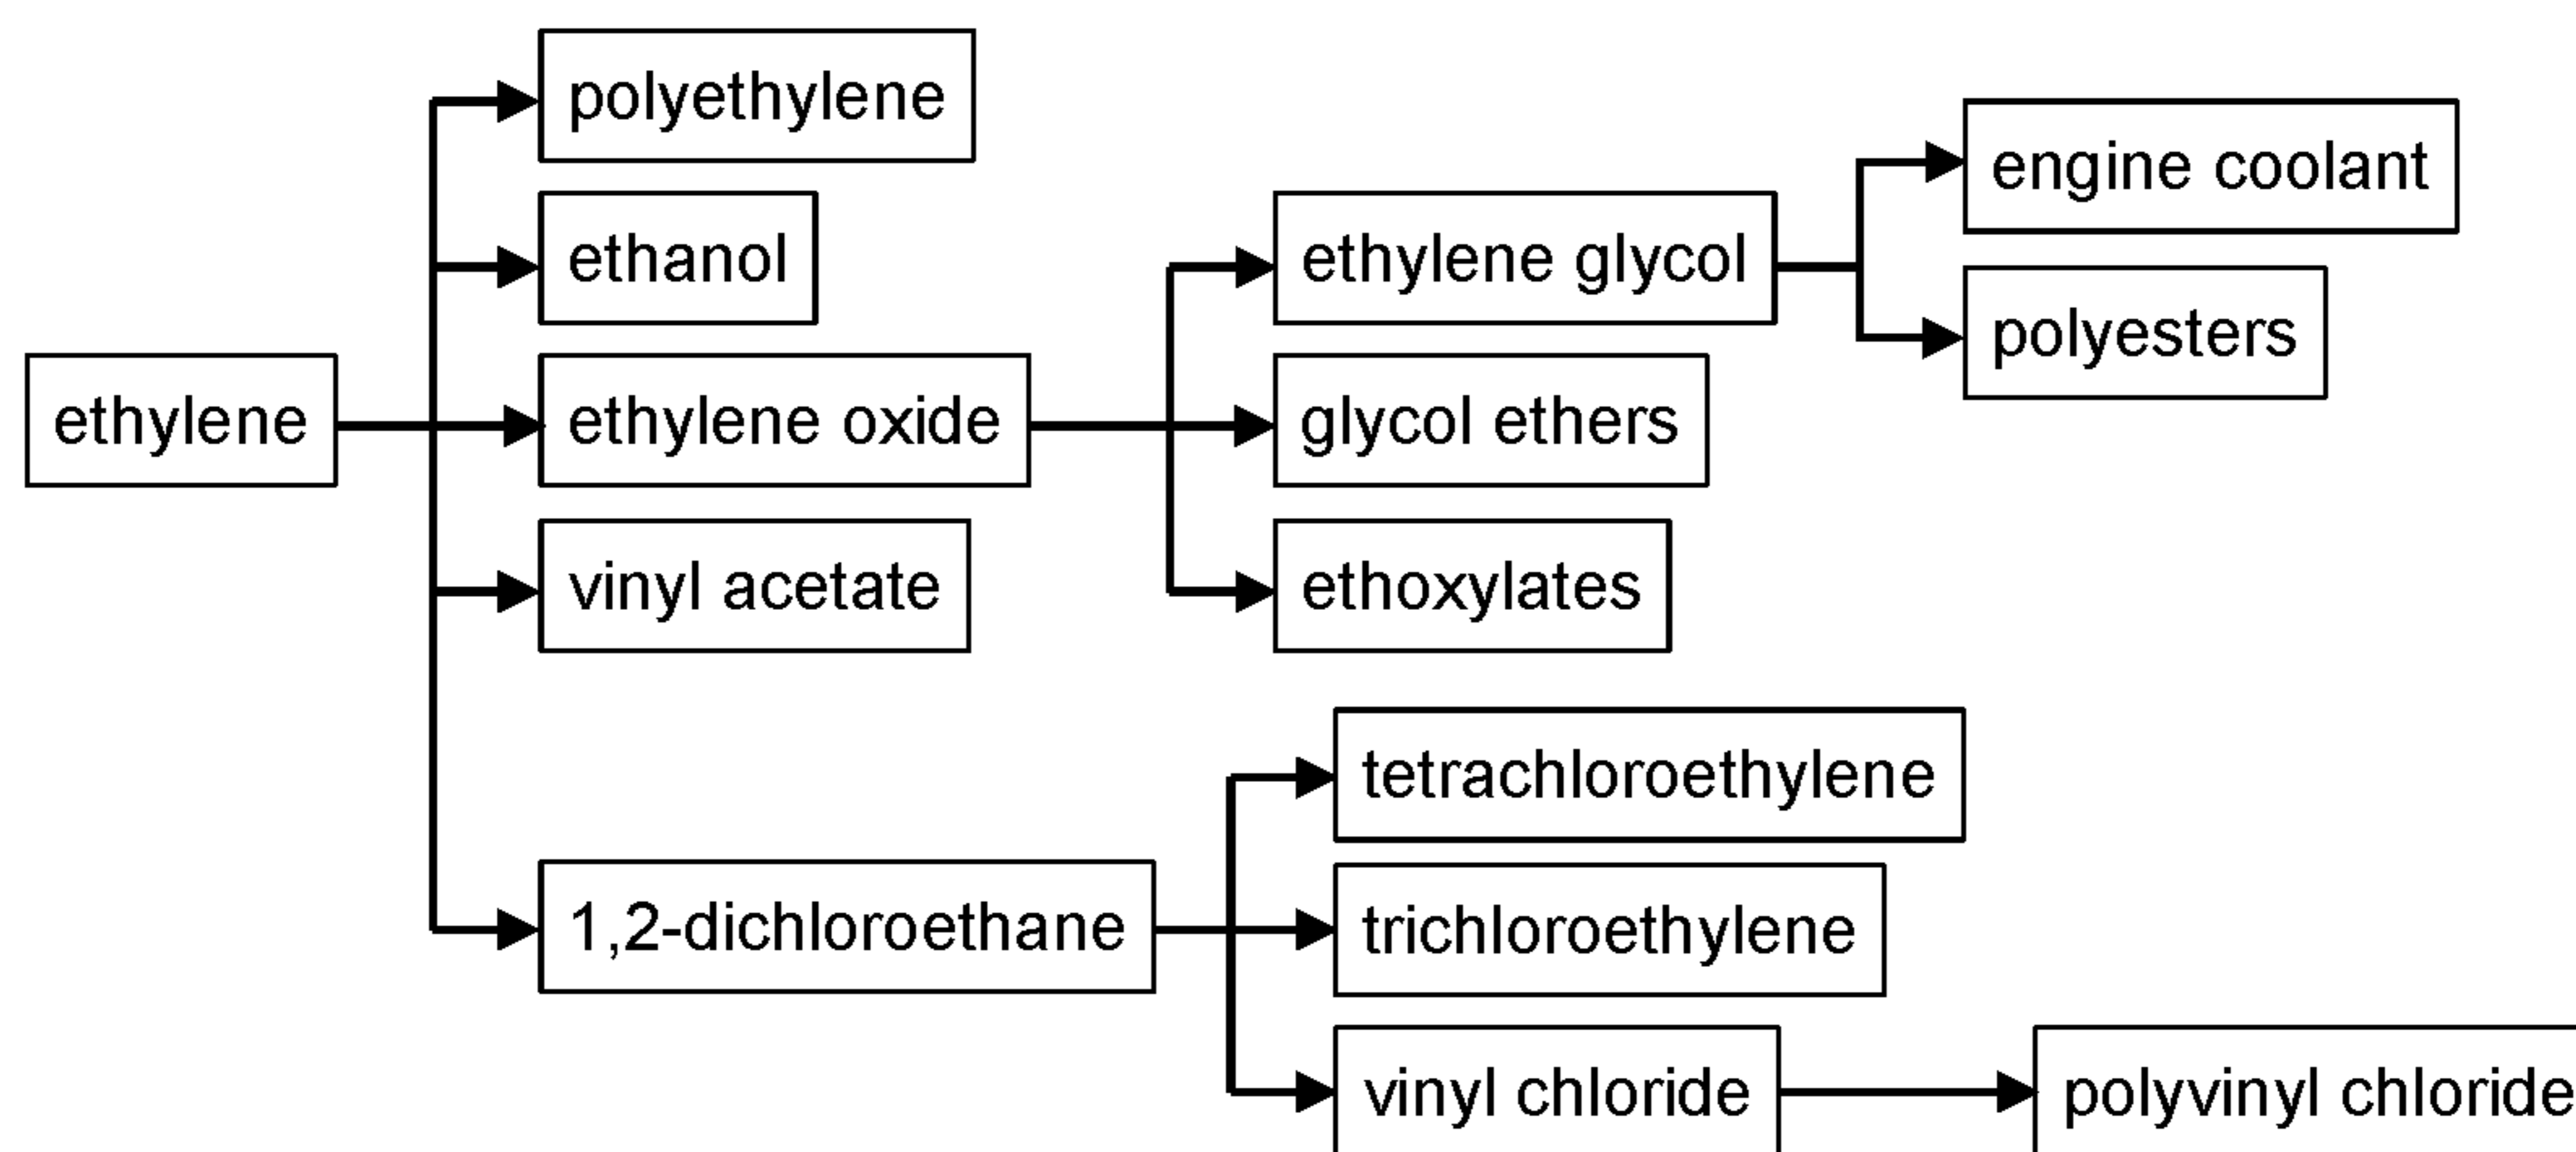 polyethylene
engine coolant
ethanol
ethylene glycol
polyesters
ethylene
ethylene oxide
glycol ethers
vinyl acetate
ethoxylates
tetrachloroethylene
1,2-dichloroethane
trichloroethylene
vinyl chloride
polyvinyl chloride